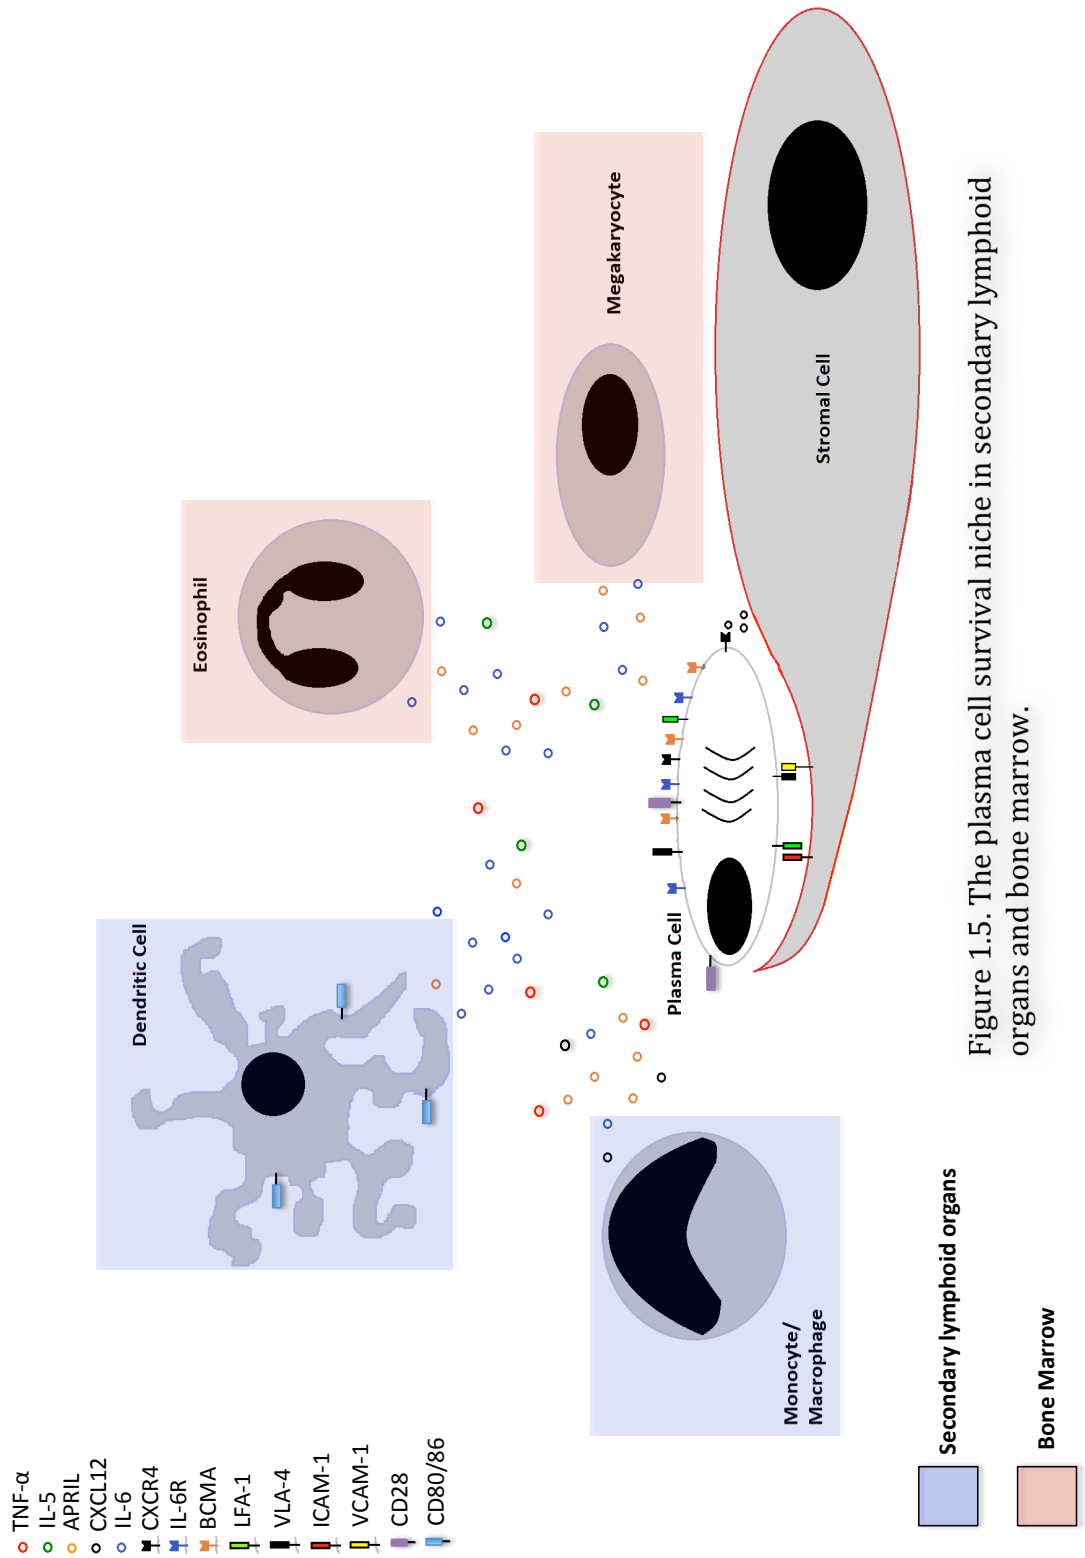 TNF-α
IL-5
APRIL
CXCL12
IL-6
CXCR4
IL-6R
BCMA
LFA-1
VLA-4
ICAM-1
VCAM-1
CD28
CD80/86
Dendritic Cell
Eosinophil
Monocyte/
Macrophage
Plasma Cell
Megakaryocyte
Stromal Cell
Secondary lymphoid organs
Bone Marrow
Figure 1.5. The plasma cell survival niche in secondary lymphoid
organs and bone marrow.